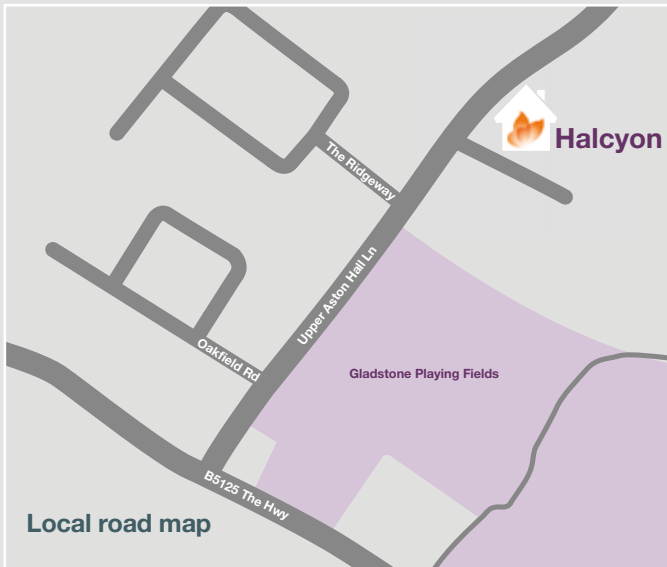 Halcyon
The Ridgeway
Upper Aston Hall Ln
Gladstone Playing Fields
Oakfield Rd
B5125 The Hwy
Local road map